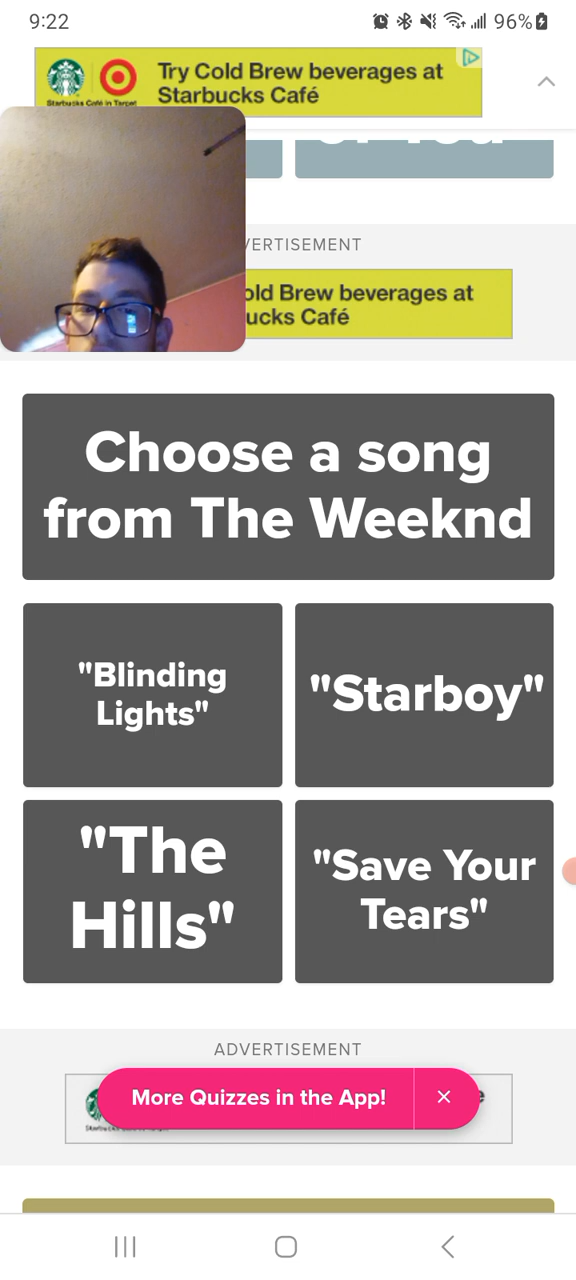 9:22
96%
Try Cold Brew beverages at
Starbucks Café
Starbucks Café in Target
VERTISEMENT
old Brew beverages at
ucks Café
Choose a song
from The Weeknd
"Blinding
Lights"
"Starboy"
"The
Hills"
"Save Your
Tears"
ADVERTISEMENT
More Quizzes in the App!